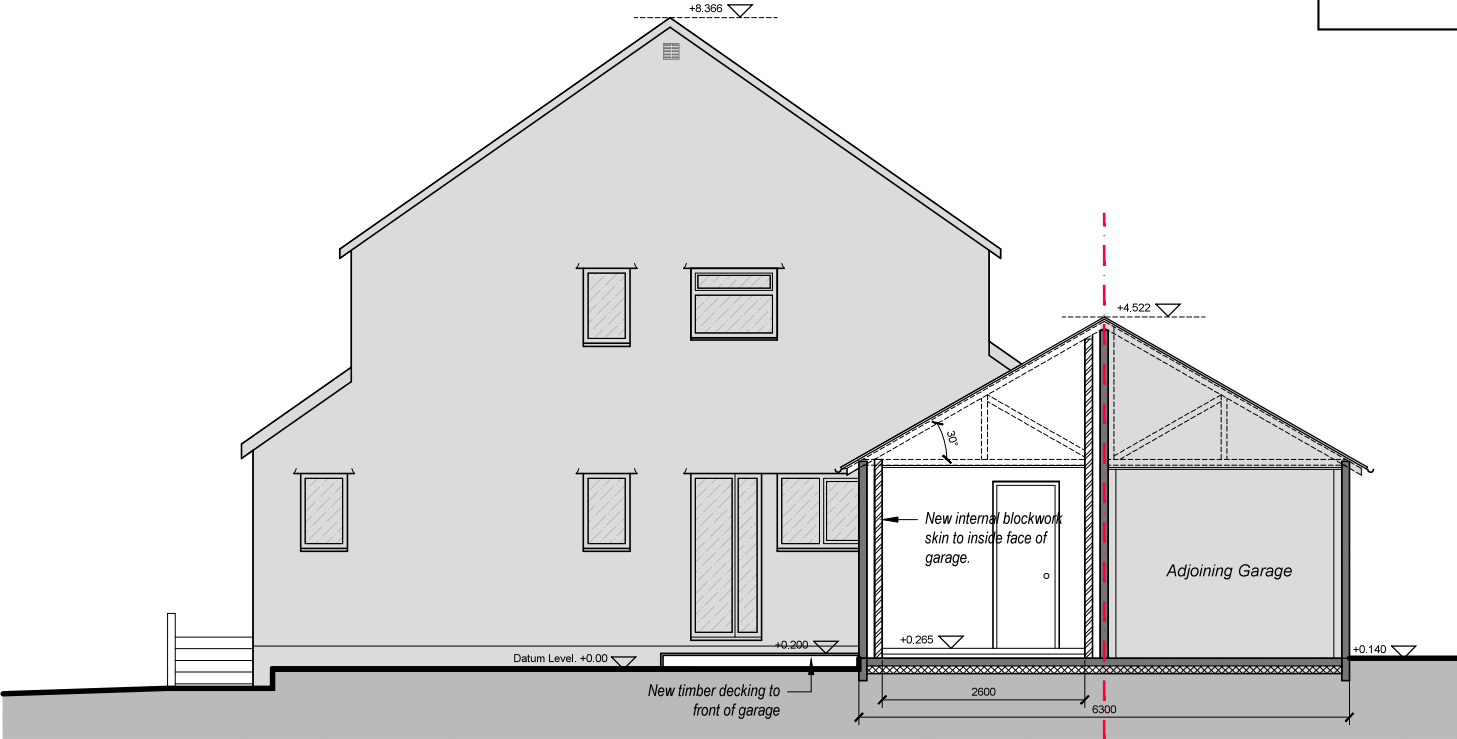 +8.366
+4.522
30°
New internal blockwork
skin to inside face of
garage.
Adjoining Garage
+0.265
+0.200
+0.140
Datum Level. +0.00
New timber decking to
front of garage
2600
6300